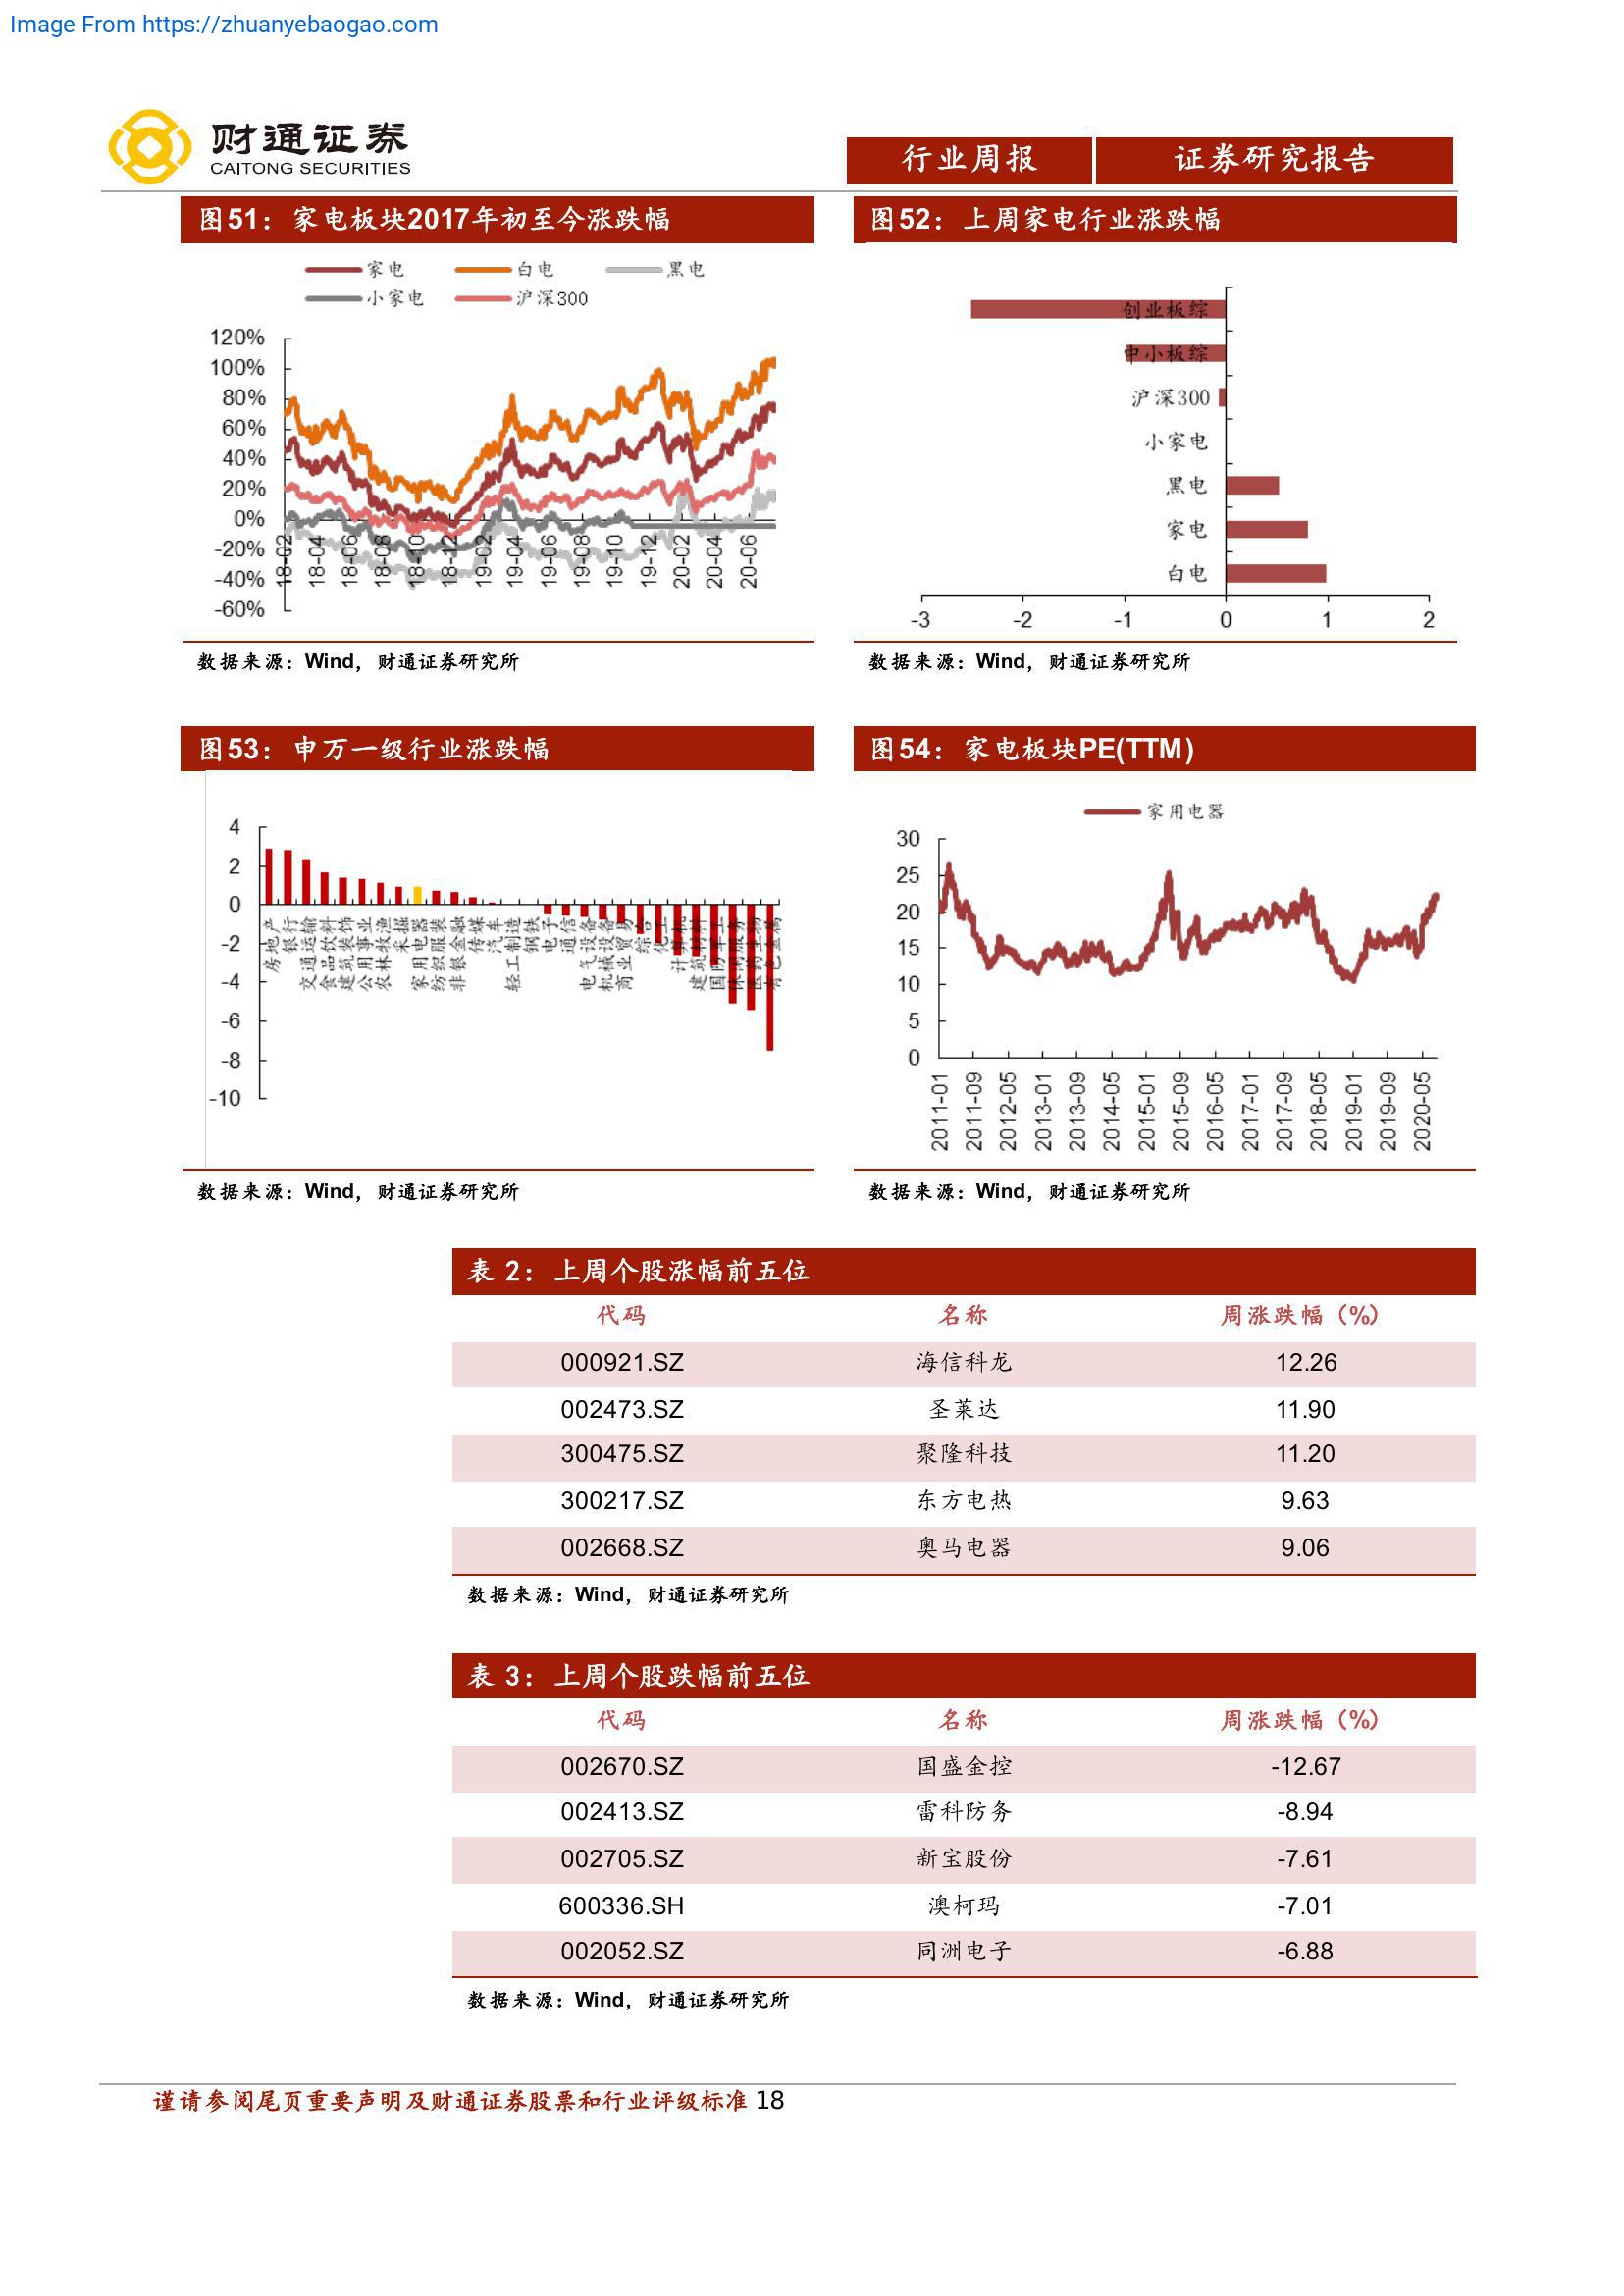 Image From https://zhuanyebaogao.com
财通证券
CAITONG SECURITIES
行业周报
证券研究报告
图51：家电板块2017年初至今涨跌幅
家电 白电 黑电
小家电 沪深300
120%
100%
80%
60%
40%
20%
0%
-20%
-40%
-60%
18-02 18-04 18-06 18-08 18-10 18-12 19-02 19-04 19-06 19-08 19-10 19-12 20-02 20-04 20-06
数据来源：Wind，财通证券研究所
图52：上周家电行业涨跌幅
创业板综
中小板综
沪深300
小家电
黑电
家电
白电
-3 -2 -1 0 1 2
数据来源：Wind，财通证券研究所
图53：申万一级行业涨跌幅
4
2
0
-2
-4
-6
-8
-10
房地产 银行 交通运输 食品饮料 建筑装饰 公用事业 农林牧渔 采掘 家用电器 纺织服装 非银金融 传媒 汽车 轻工制造 钢铁 电子 通信 电气设备 机械设备 商业贸易 综合 化工 计算机 建筑材料 国防军工 休闲服务 医药生物 有色金属
数据来源：Wind，财通证券研究所
图54：家电板块PE(TTM)
家用电器
30
25
20
15
10
5
0
2011-01 2011-09 2012-05 2013-01 2013-09 2014-05 2015-01 2015-09 2016-05 2017-01 2017-09 2018-05 2019-01 2019-09 2020-05
数据来源：Wind，财通证券研究所
表 2：上周个股涨幅前五位
代码 名称 周涨跌幅（%）
000921.SZ 海信科龙 12.26
002473.SZ 圣莱达 11.90
300475.SZ 聚隆科技 11.20
300217.SZ 东方电热 9.63
002668.SZ 奥马电器 9.06
数据来源：Wind，财通证券研究所
表 3：上周个股跌幅前五位
代码 名称 周涨跌幅（%）
002670.SZ 国盛金控 -12.67
002413.SZ 雷科防务 -8.94
002705.SZ 新宝股份 -7.61
600336.SH 澳柯玛 -7.01
002052.SZ 同洲电子 -6.88
数据来源：Wind，财通证券研究所
谨请参阅尾页重要声明及财通证券股票和行业评级标准 18